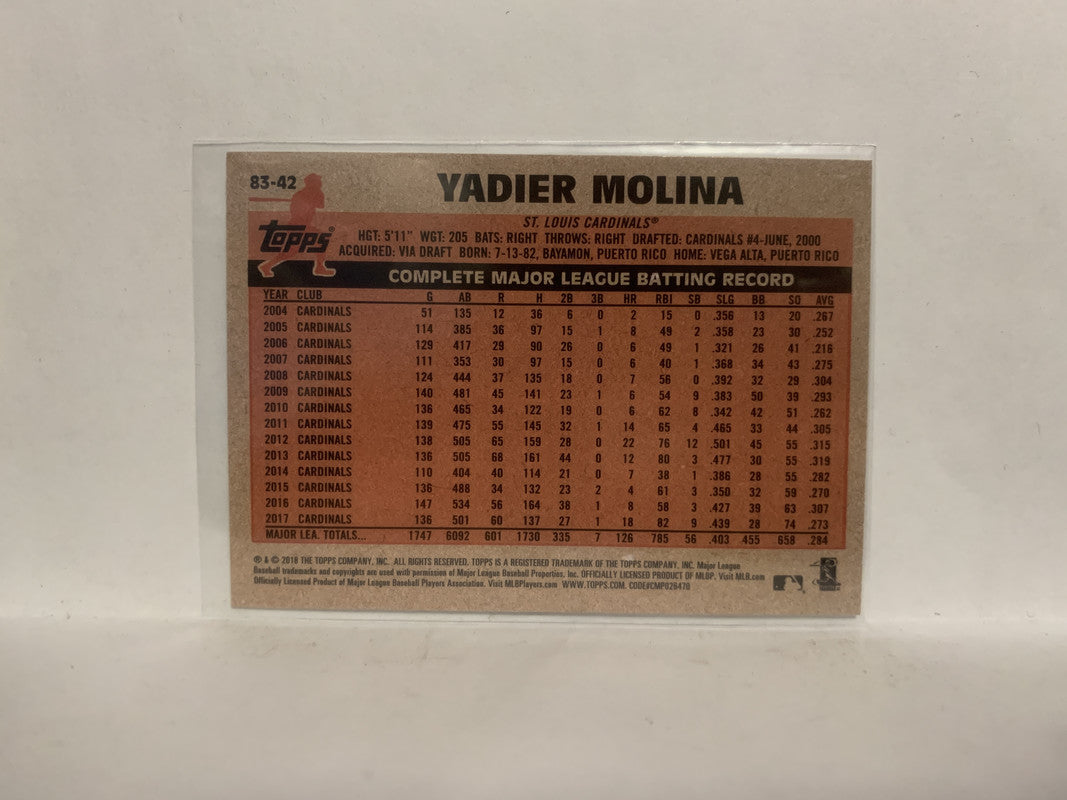 83-42
YADIER MOLINA
Topps®
ST. LOUIS CARDINALS®
HGT: 5'11" WGT: 205 BATS: RIGHT THROWS: RIGHT DRAFTED: CARDINALS #4-JUNE, 2000
ACQUIRED: VIA DRAFT BORN: 7-13-82, BAYAMON, PUERTO RICO HOME: VEGA ALTA, PUERTO RICO
COMPLETE MAJOR LEAGUE BATTING RECORD
YEAR CLUB G AB R H 2B 3B HR RBI SB SLG BB SO AVG
2004 CARDINALS 51 135 12 36 6 0 2 15 0 .356 13 20 .267
2005 CARDINALS 114 385 36 97 15 1 8 49 2 .358 23 30 .252
2006 CARDINALS 129 417 29 90 26 0 6 49 1 .321 26 41 .216
2007 CARDINALS 111 353 30 97 15 0 6 40 1 .368 34 43 .275
2008 CARDINALS 124 444 37 135 18 0 7 56 0 .392 32 29 .304
2009 CARDINALS 140 481 45 141 23 1 6 54 9 .383 50 39 .293
2010 CARDINALS 136 465 34 122 19 0 6 62 8 .342 42 51 .262
2011 CARDINALS 139 475 55 145 32 1 14 65 4 .465 33 44 .305
2012 CARDINALS 138 505 65 159 28 0 22 76 12 .501 45 55 .315
2013 CARDINALS 136 505 68 161 44 0 12 80 3 .477 30 55 .319
2014 CARDINALS 110 404 40 114 21 0 7 38 1 .386 28 55 .282
2015 CARDINALS 136 488 34 132 23 2 4 61 3 .350 32 59 .270
2016 CARDINALS 147 534 56 164 38 1 8 58 3 .427 39 63 .307
2017 CARDINALS 136 501 60 137 27 1 18 82 9 .439 28 74 .273
MAJOR LEA. TOTALS... 1747 6092 601 1730 335 7 126 785 56 .403 .455 .658 .284
® & © 2018 THE TOPPS COMPANY, INC. ALL RIGHTS RESERVED. TOPPS IS A REGISTERED TRADEMARK OF THE TOPPS COMPANY, INC. Major League
Baseball trademarks and copyrights are used with permission of Major League Baseball Properties, Inc. OFFICIALLY LICENSED PRODUCT OF MLBP. Visit MLB.com
Officially Licensed Product of Major League Baseball Players Association. Visit MLBPlayers.com WWW.TOPPS.COM. CODE#CMP026470